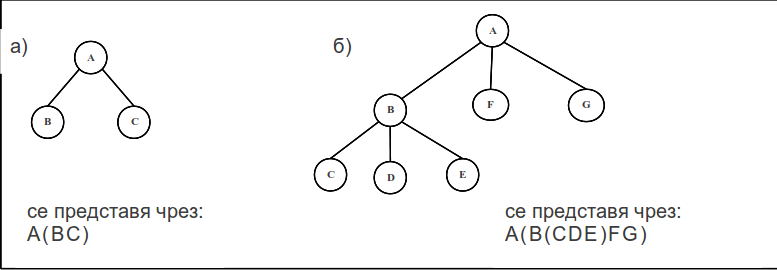 а)
A
B
C
се представя чрез:
A(BC)
б)
A
B
F
G
C
D
E
се представя чрез:
A(B(CDE)FG)